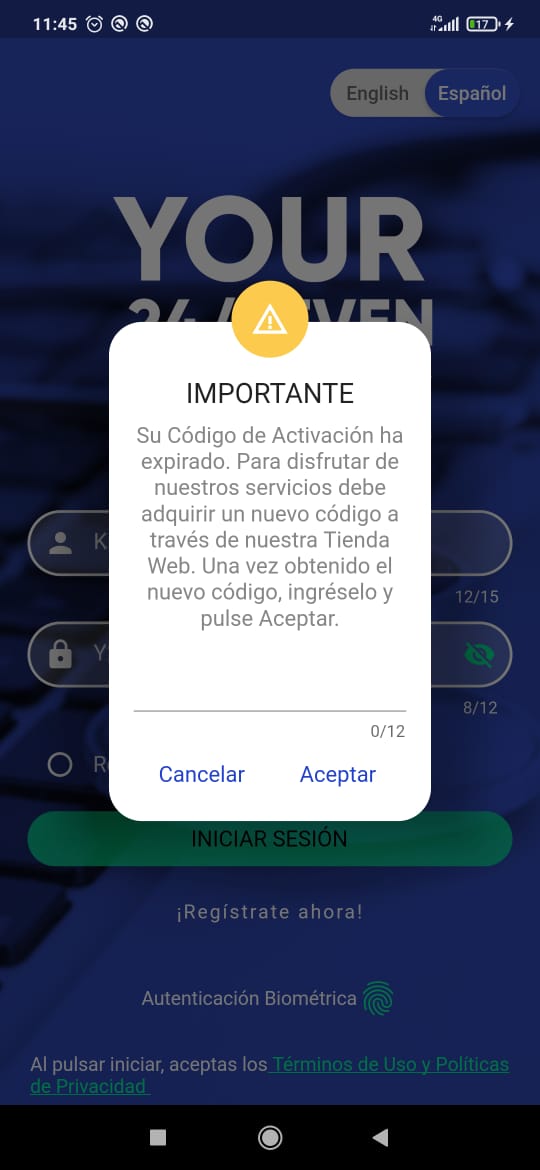 11:45
4G
17
English
Español
YOUR
IMPORTANTE
Su Código de Activación ha
expirado. Para disfrutar de
nuestros servicios debe
adquirir un nuevo código a
través de nuestra Tienda
Web. Una vez obtenido el
nuevo código, ingréselo y
pulse Aceptar.
12/15
8/12
0/12
Cancelar
Aceptar
INICIAR SESIÓN
¡Regístrate ahora!
Autenticación Biométrica
Al pulsar iniciar, aceptas los Términos de Uso y Políticas
de Privacidad